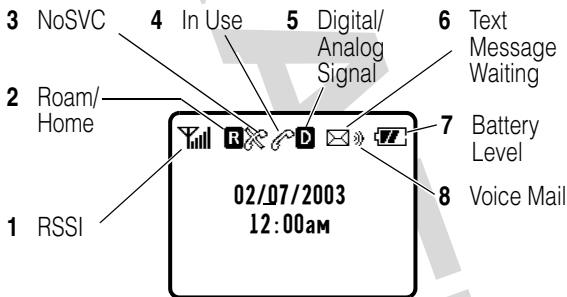 3 NoSVC
4 In Use
5 Digital/
Analog
Signal
6 Text
Message
Waiting
2 Roam/
Home
R
D
7 Battery
Level
02/07/2003
12:00AM
8 Voice Mail
1 RSSI